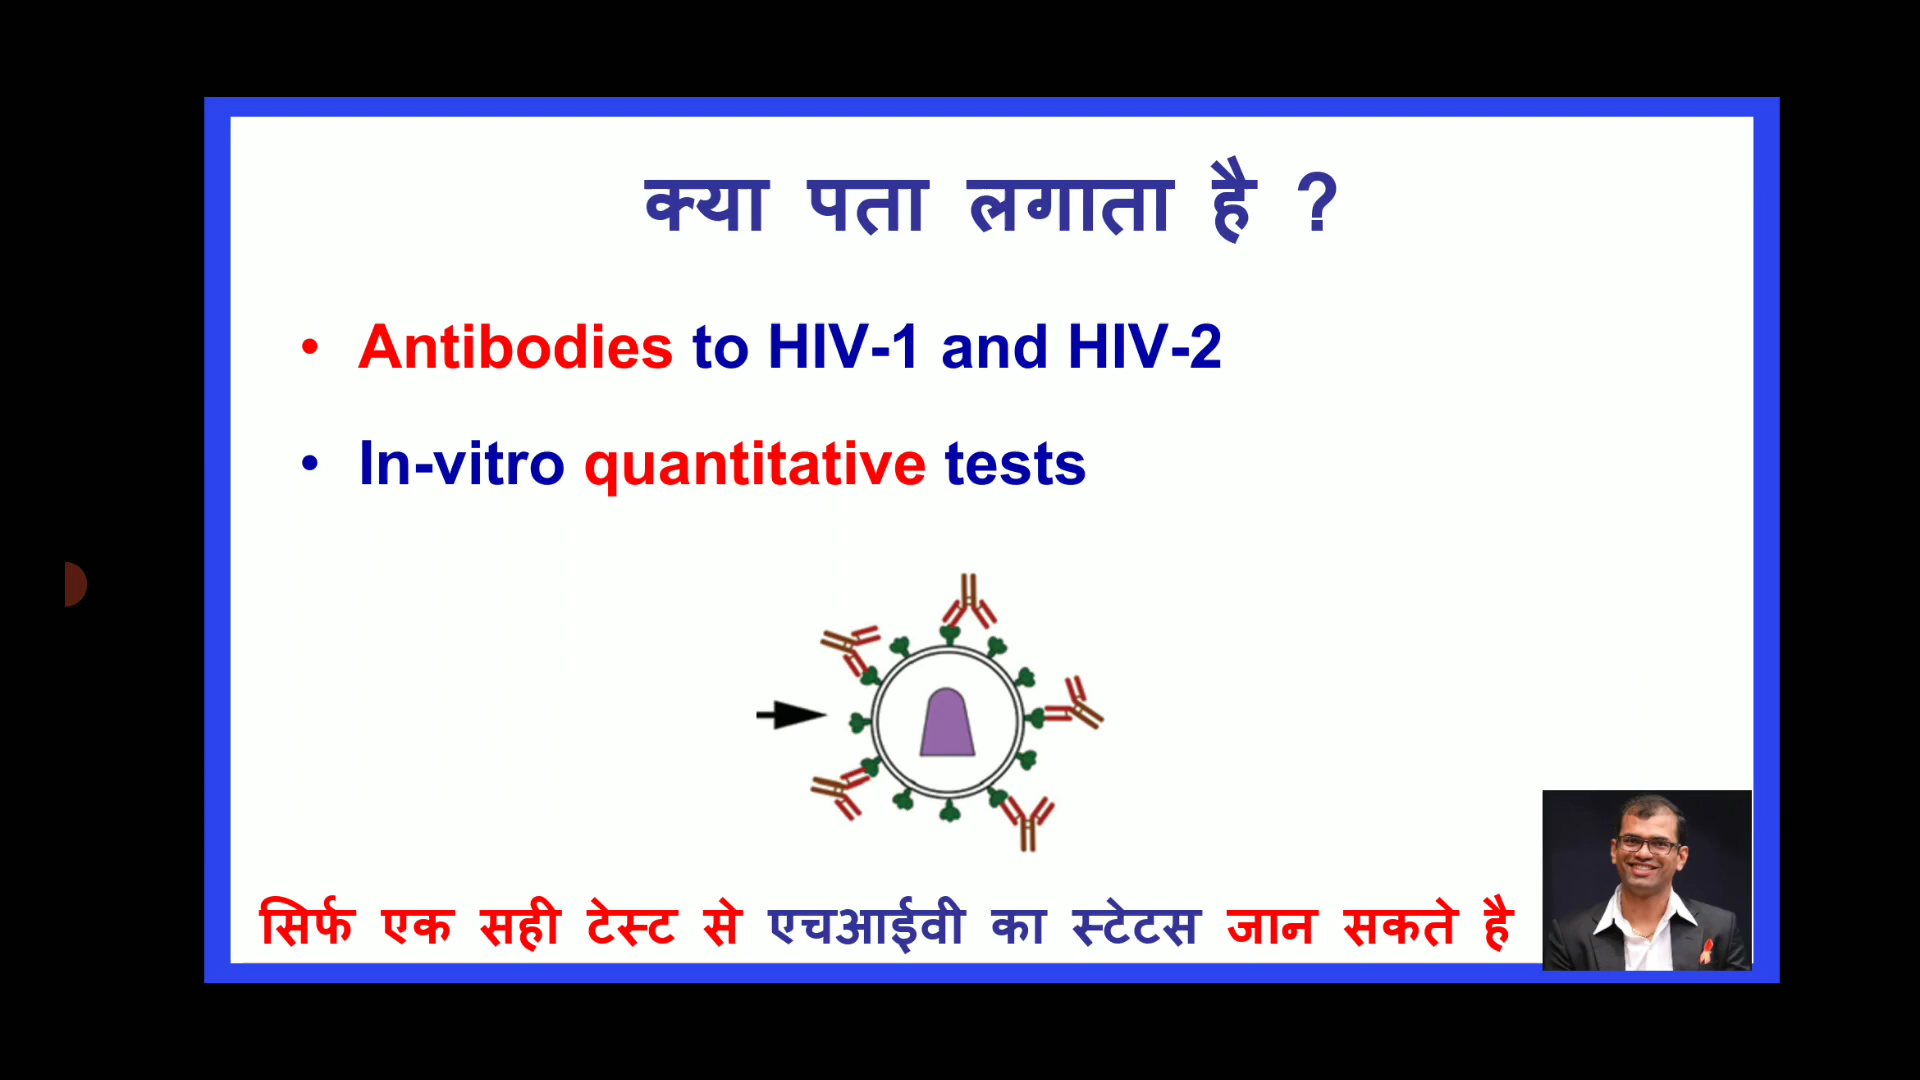 क्या पता लगाता है ?
• Antibodies to HIV-1 and HIV-2
• In-vitro quantitative tests
सिर्फ एक सही टेस्ट से एचआईवी का स्टेटस जान सकते है